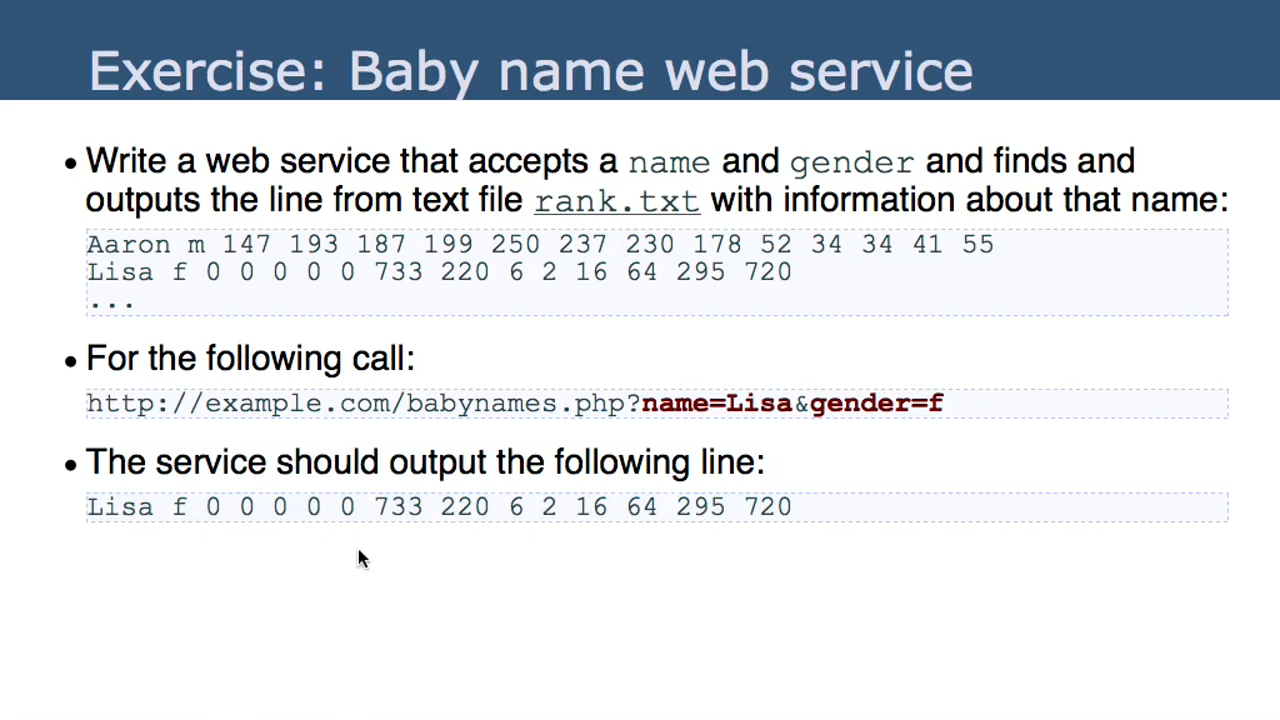 Exercise: Baby name web service
• Write a web service that accepts a name and gender and finds and
outputs the line from text file rank.txt with information about that name:
Aaron m 147 193 187 199 250 237 230 178 52 34 34 41 55
Lisa f 0 0 0 0 0 733 220 6 2 16 64 295 720
...
• For the following call:
http://example.com/babynames.php?name=Lisa&gender=f
• The service should output the following line:
Lisa f 0 0 0 0 0 733 220 6 2 16 64 295 720